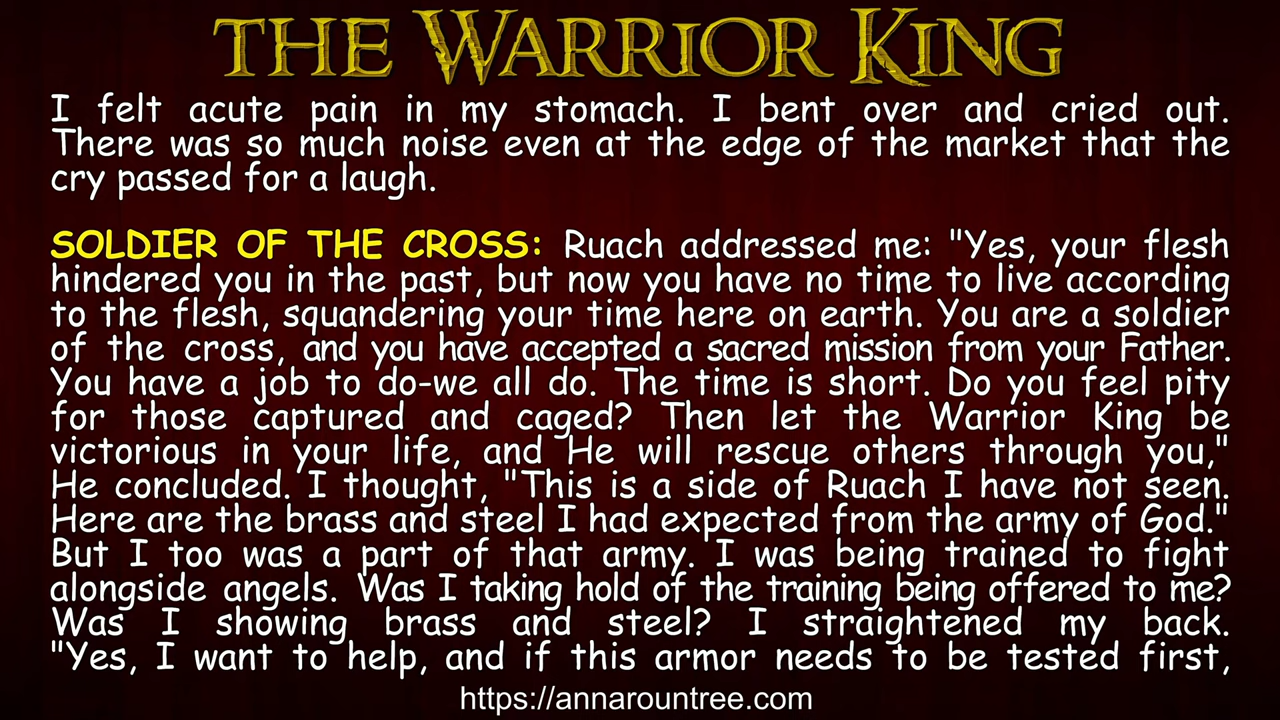 THE WARRIOR KING
I felt acute pain in my stomach. I bent over and cried out.
There was so much noise even at the edge of the market that the
cry passed for a laugh.
SOLDIER OF THE CROSS: Ruach addressed me: "Yes, your flesh
hindered you in the past, but now you have no time to live according
to the flesh, squandering your time here on earth. You are a soldier
of the cross, and you have accepted a sacred mission from your Father.
You have a job to do-we all do. The time is short. Do you feel pity
for those captured and caged? Then let the Warrior King be
victorious in your life, and He will rescue others through you,"
He concluded. I thought, "This is a side of Ruach I have not seen.
Here are the brass and steel I had expected from the army of God."
But I too was a part of that army. I was being trained to fight
alongside angels. Was I taking hold of the training being offered to me?
Was I showing brass and steel? I straightened my back.
"Yes, I want to help, and if this armor needs to be tested first,
https://annarountree.com